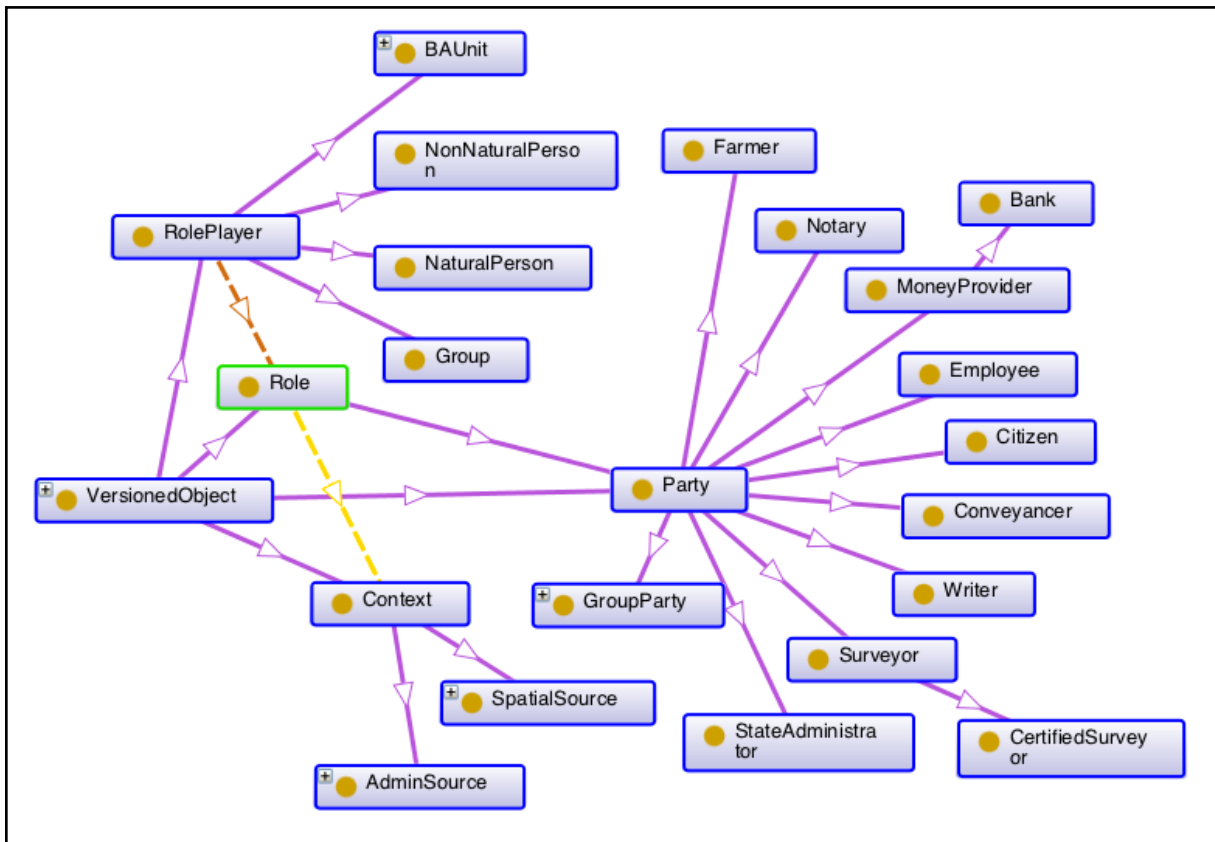 BAUnit
NonNaturalPerso
n
Farmer
Bank
Notary
RolePlayer
NaturalPerson
MoneyProvider
Group
Role
Employee
Citizen
VersionedObject
Party
Conveyancer
Context
GroupParty
Writer
Surveyor
SpatialSource
StateAdministra
tor
CertifiedSurvey
or
AdminSource